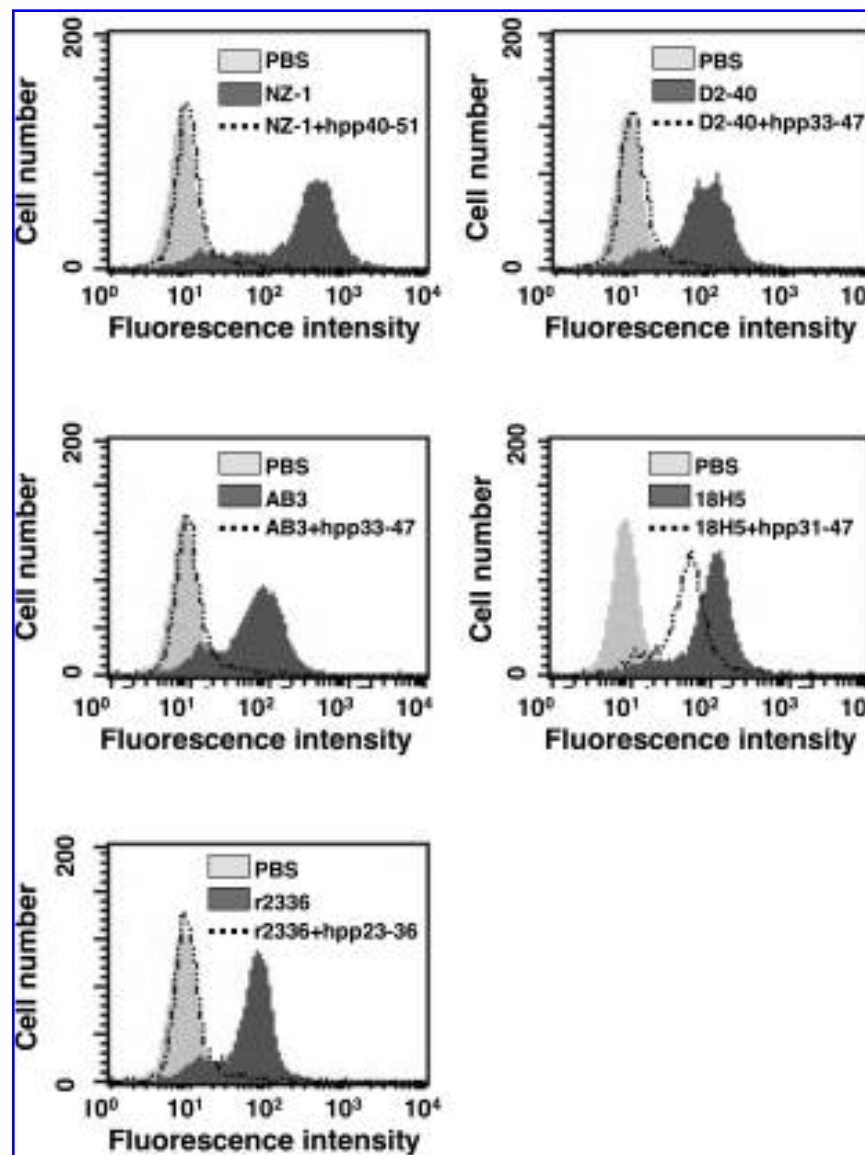 200
Cell number
0
PBS
NZ-1
NZ-1+hpp40-51
10⁰ 10¹ 10² 10³ 10⁴
Fluorescence intensity
200
Cell number
0
PBS
D2-40
D2-40+hpp33-47
10⁰ 10¹ 10² 10³ 10
Fluorescence intensity
200
Cell number
0
PBS
AB3
AB3+hpp33-47
10⁰ 10¹ 10² 10³ 10⁴
Fluorescence intensity
200
Cell number
0
PBS
18H5
18H5+hpp31-47
10⁰ 10¹ 10² 10³ 10
Fluorescence intensity
200
Cell number
0
PBS
r2336
r2336+hpp23-36
10⁰ 10¹ 10² 10³ 10⁴
Fluorescence intensity